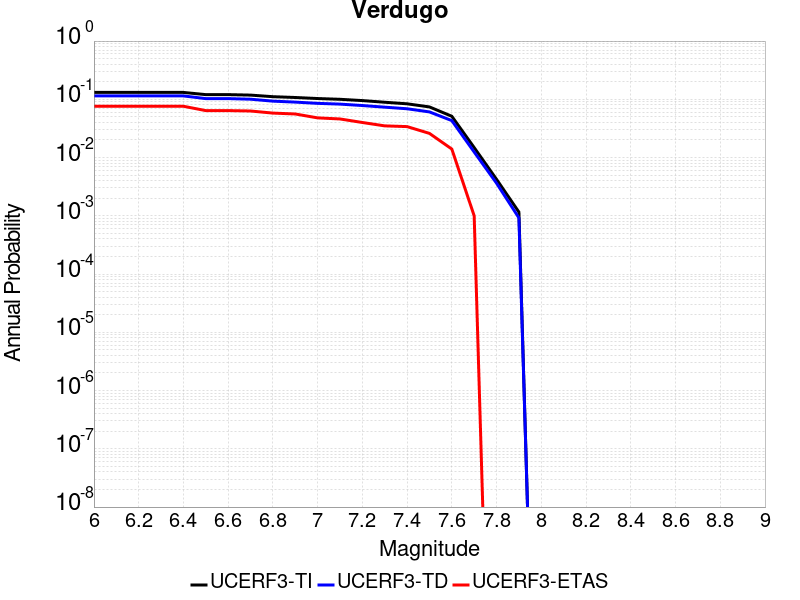 Verdugo
10^0
10^-1
10^-2
10^-3
10^-4
10^-5
10^-6
10^-7
10^-8
Annual Probability
6 6.2 6.4 6.6 6.8 7 7.2 7.4 7.6 7.8 8 8.2 8.4 8.6 8.8 9
Magnitude
UCERF3-TI UCERF3-TD UCERF3-ETAS